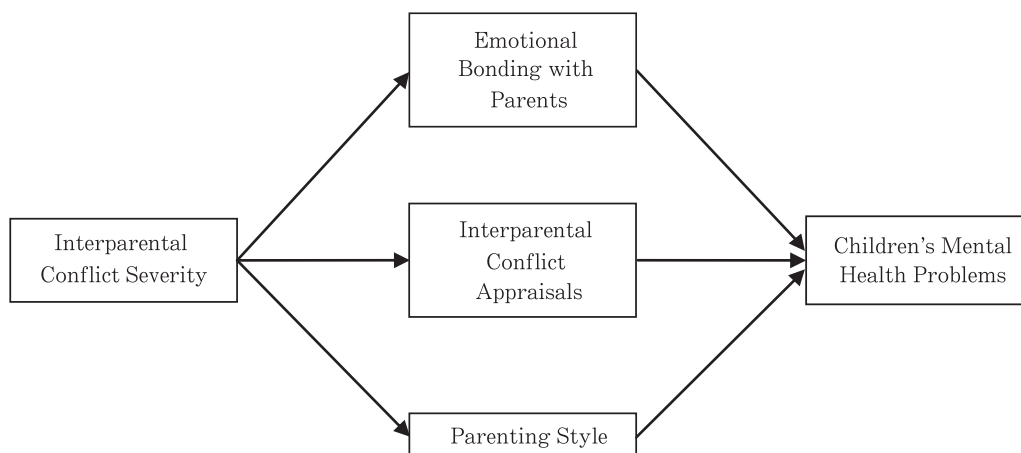 Emotional
Bonding with
Parents
Interparental
Conflict Severity
Interparental
Conflict
Appraisals
Children's Mental
Health Problems
Parenting Style